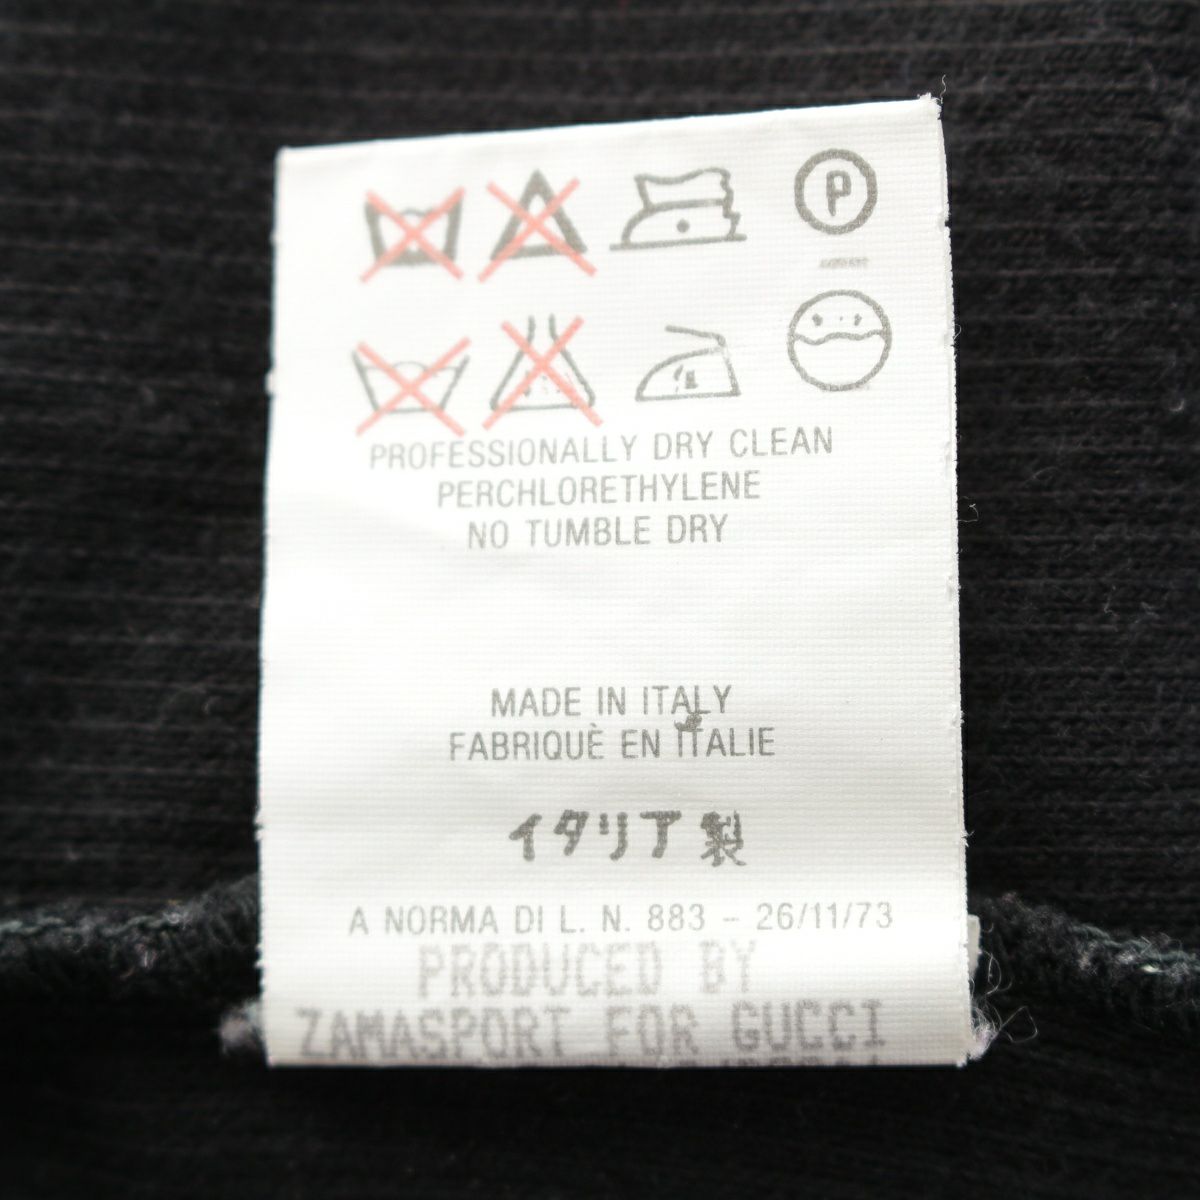 P
PROFESSIONALLY DRY CLEAN
PERCHLORETHYLENE
NO TUMBLE DRY
MADE IN ITALY
FABRIQUÈ EN ITALIE
イタリア製
A NORMA DI L. N. 883 - 26/11/73
PRODUCED BY
ZAMASPORT FOR GUCCI